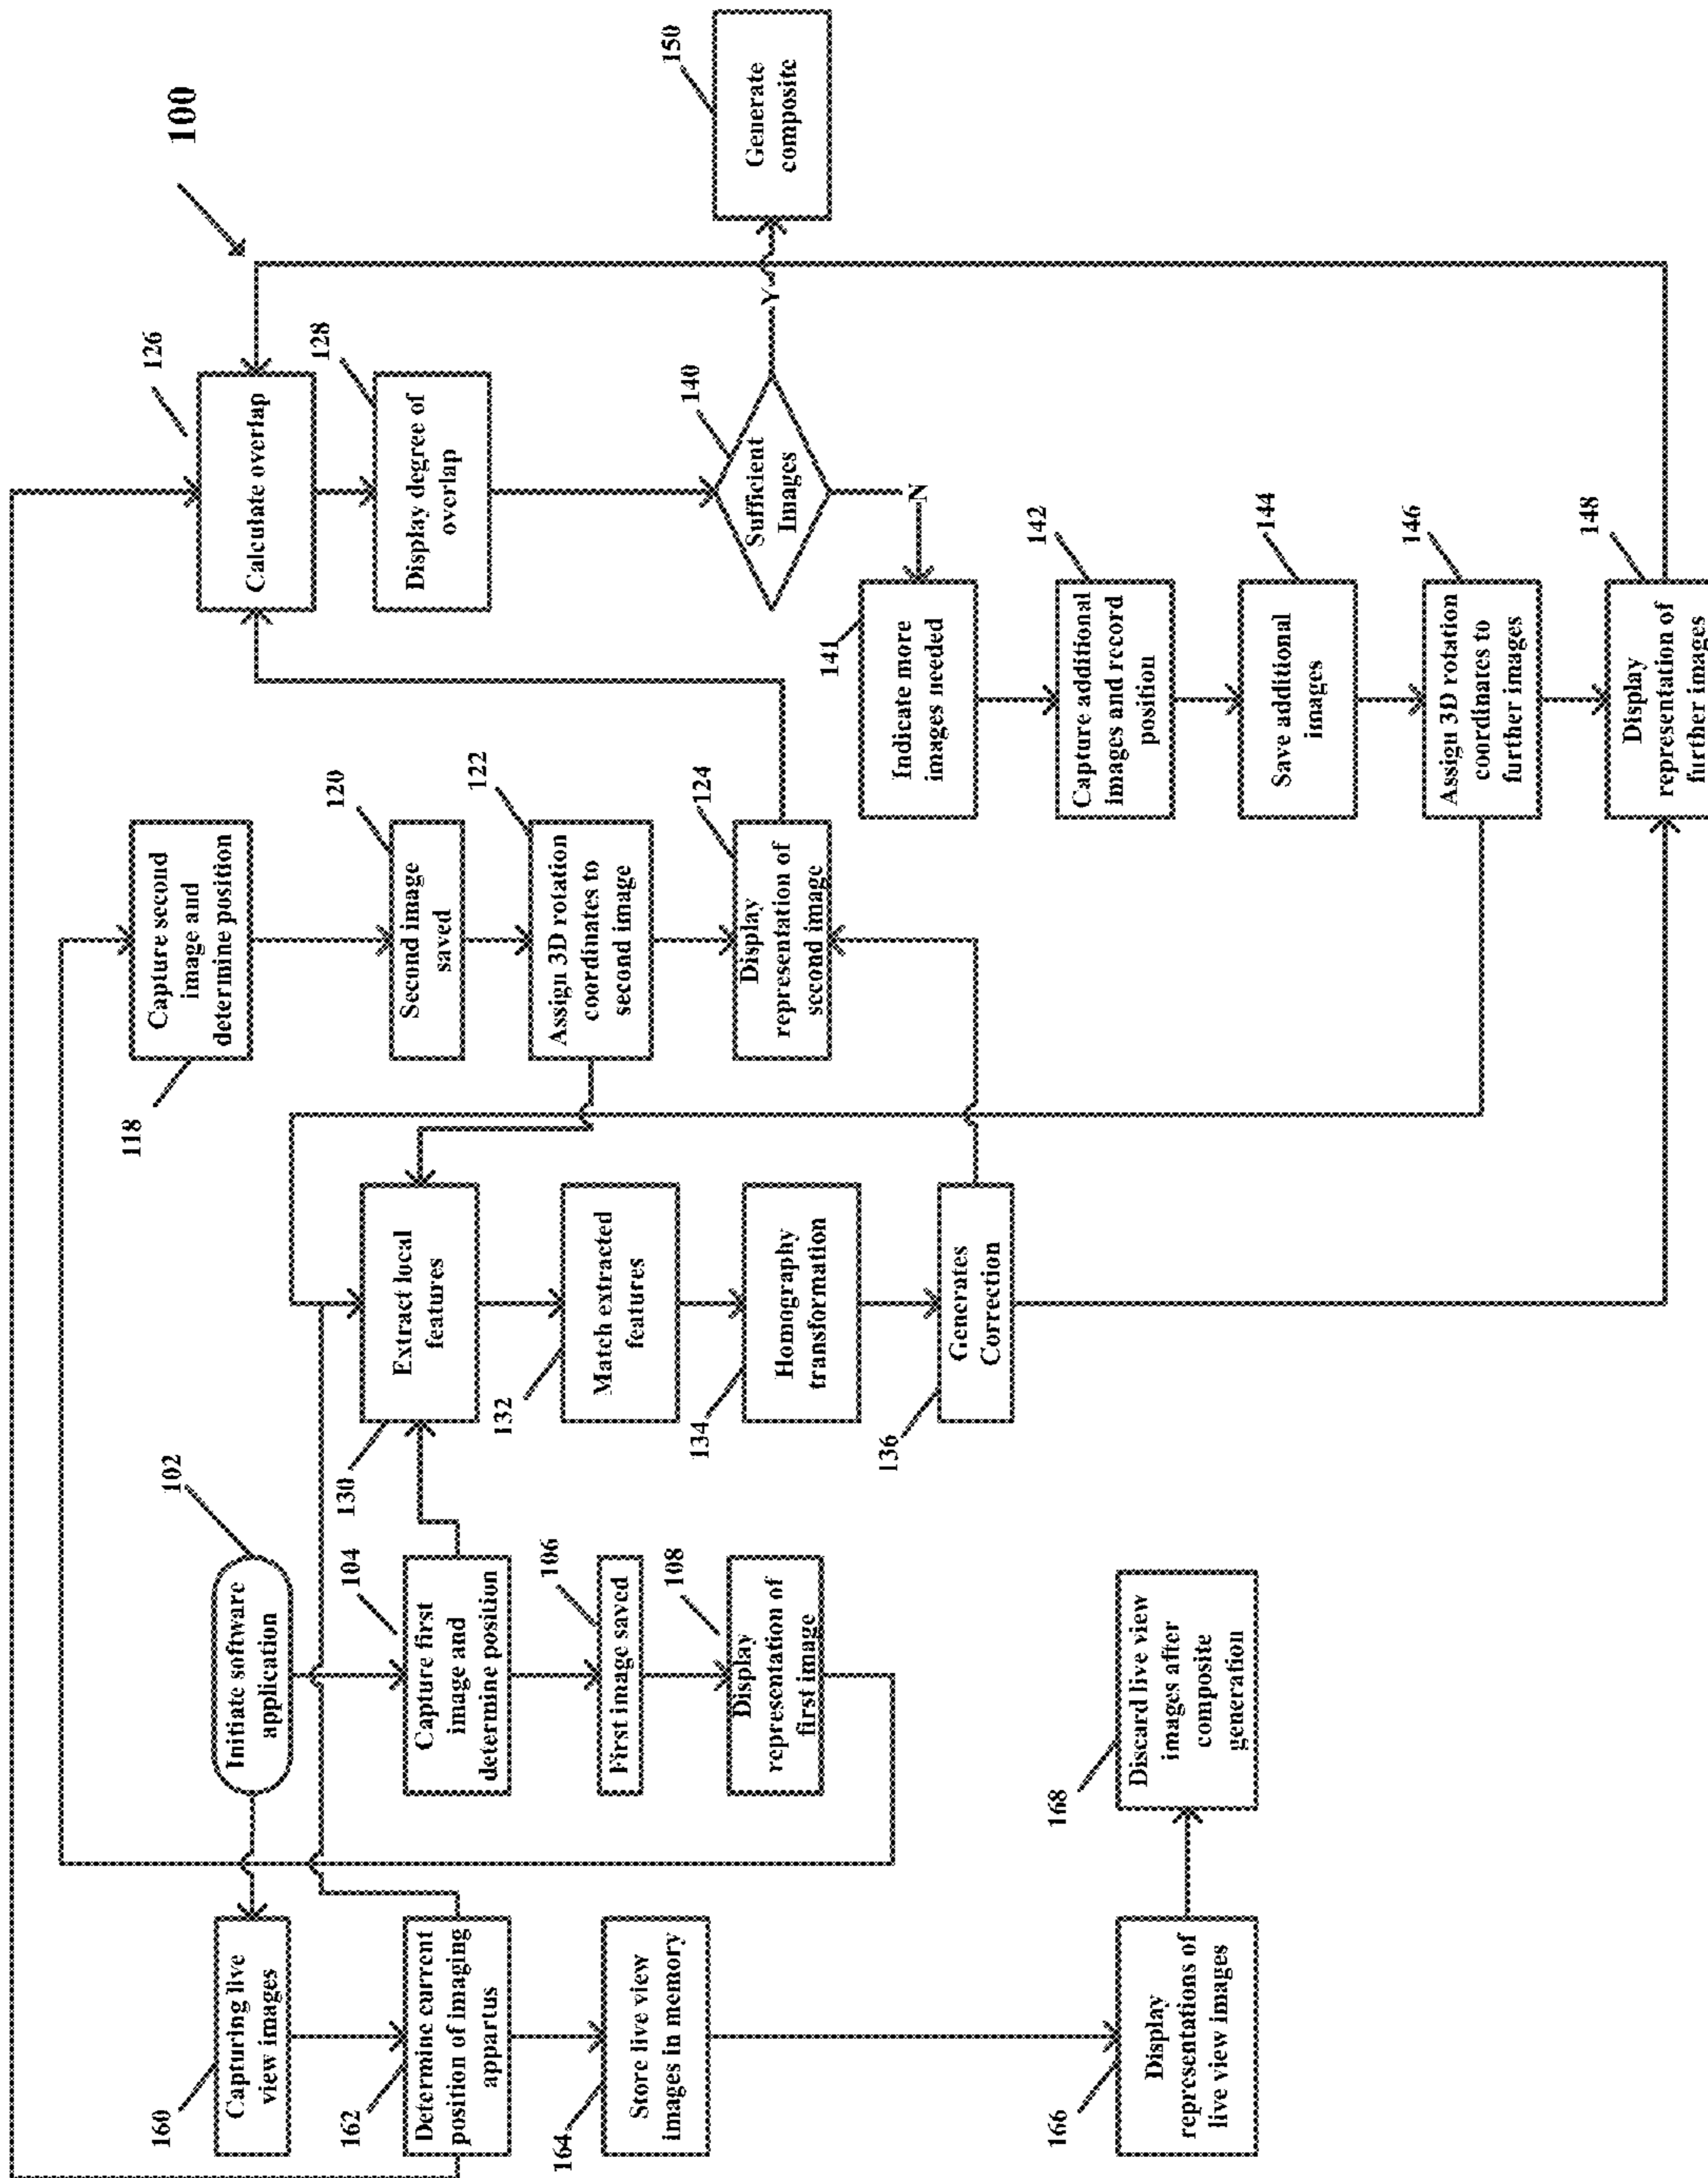 100
102
Initiate software
application
160
Capturing live
view images
162
Determine current
position of imaging
appartus
164
Store live view
images in memory
166
Display
representations of
live view images
168
Discard live view
images after
composite
generation
104
Capture first
image and
determine position
106
First image saved
108
Display
representation of
first image
130
Extract local
features
132
Match extracted
features
134
Homography
transformation
136
Generates
Correction
118
Capture second
image and
determine position
120
Second image
saved
122
Assign 3D rotation
coordinates to
second image
124
Display
representation of
second image
126
Calculate overlap
128
Display degree of
overlap
140
Sufficient
Images
Y
N
150
Generate
composite
141
Indicate more
images needed
142
Capture additional
images and record
position
144
Save additional
images
146
Assign 3D rotation
coordinates to
further images
148
Display
representation of
further images